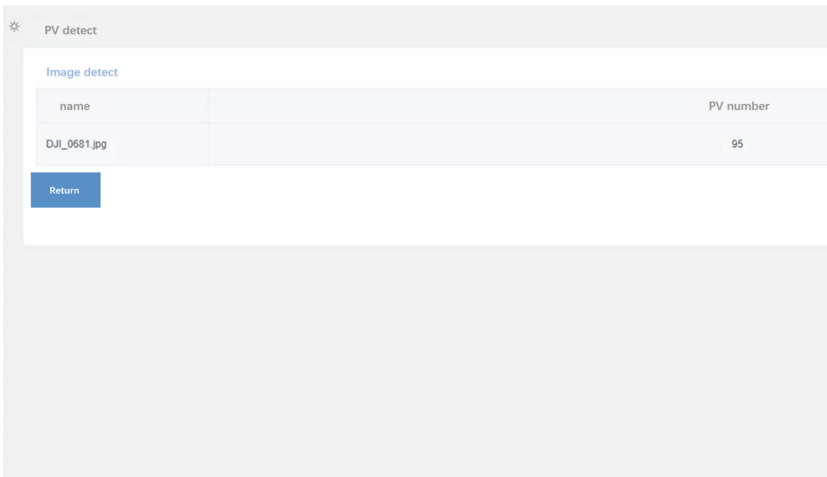 PV detect
Image detect
name PV number
DJI_0681.jpg 95
Return